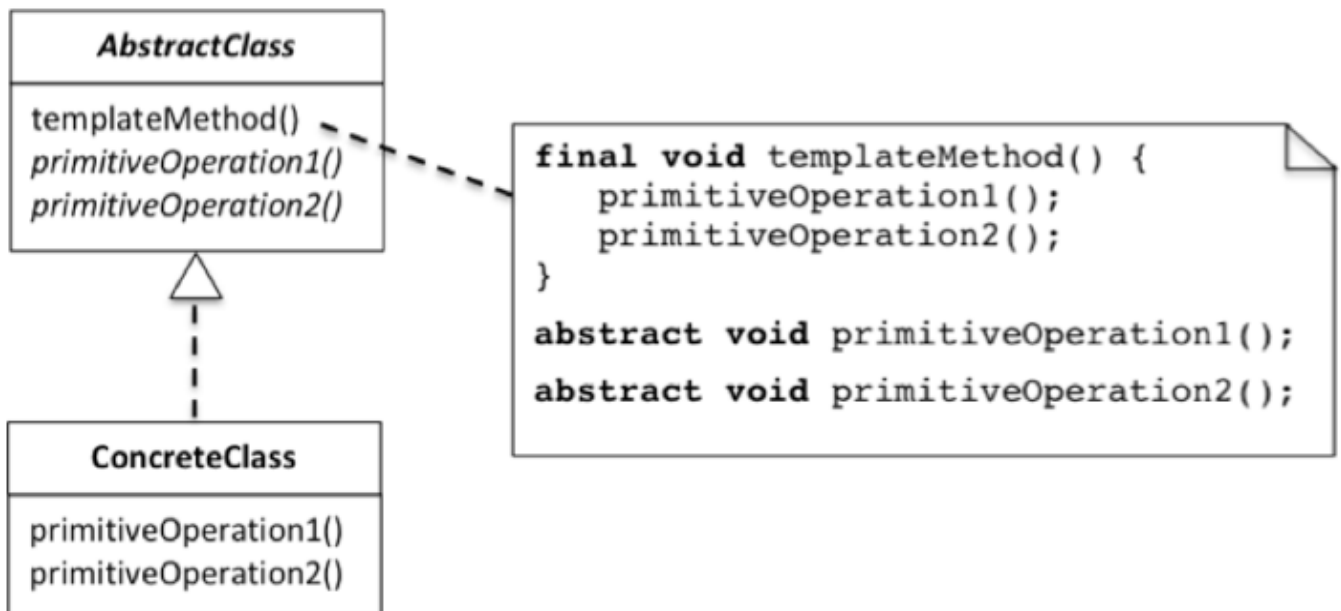 AbstractClass
templateMethod()
primitiveOperation1()
primitiveOperation2()
final void templateMethod() {
primitiveOperation1();
primitiveOperation2();
}
abstract void primitiveOperation1();
abstract void primitiveOperation2();
ConcreteClass
primitiveOperation1()
primitiveOperation2()